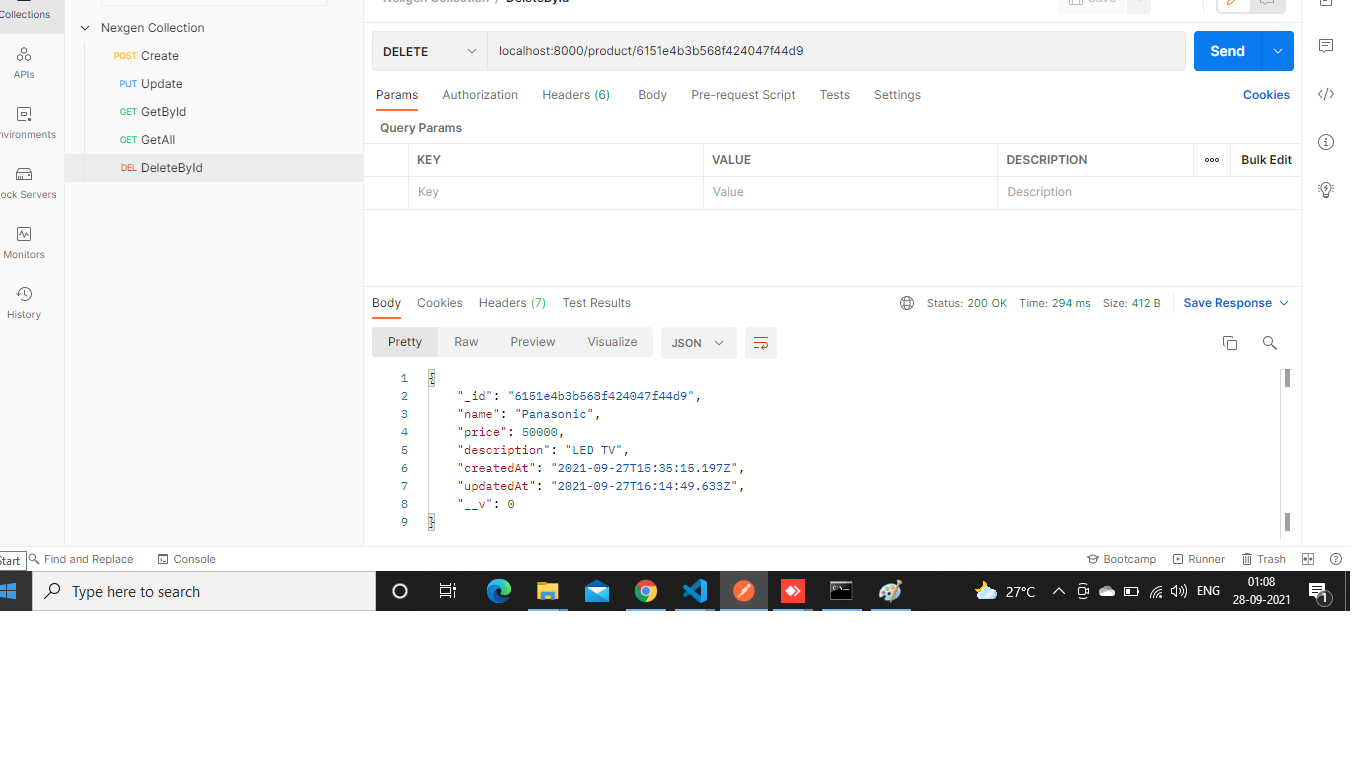 Nexgen Collection / DeleteById
Save
Collections
Nexgen Collection
DELETE
localhost:8000/product/6151e4b3b568f424047f44d9
Send
POST Create
APIs
PUT Update
Params Authorization Headers (6) Body Pre-request Script Tests Settings Cookies
GET GetById
Query Params
nvironments
GET GetAll
KEY VALUE DESCRIPTION ooo Bulk Edit
DEL DeleteById
Key Value Description
ock Servers
Monitors
History
Body Cookies Headers (7) Test Results Status: 200 OK Time: 294 ms Size: 412 B Save Response
Pretty Raw Preview Visualize JSON
1 {
2 "_id": "6151e4b3b568f424047f44d9",
3 "name": "Panasonic",
4 "price": 50000,
5 "description": "LED TV",
6 "createdAt": "2021-09-27T15:35:15.197Z",
7 "updatedAt": "2021-09-27T16:14:49.633Z",
8 "__v": 0
9 }
Start Find and Replace Console Bootcamp Runner Trash
Type here to search 27°C ENG 01:08
28-09-2021 1